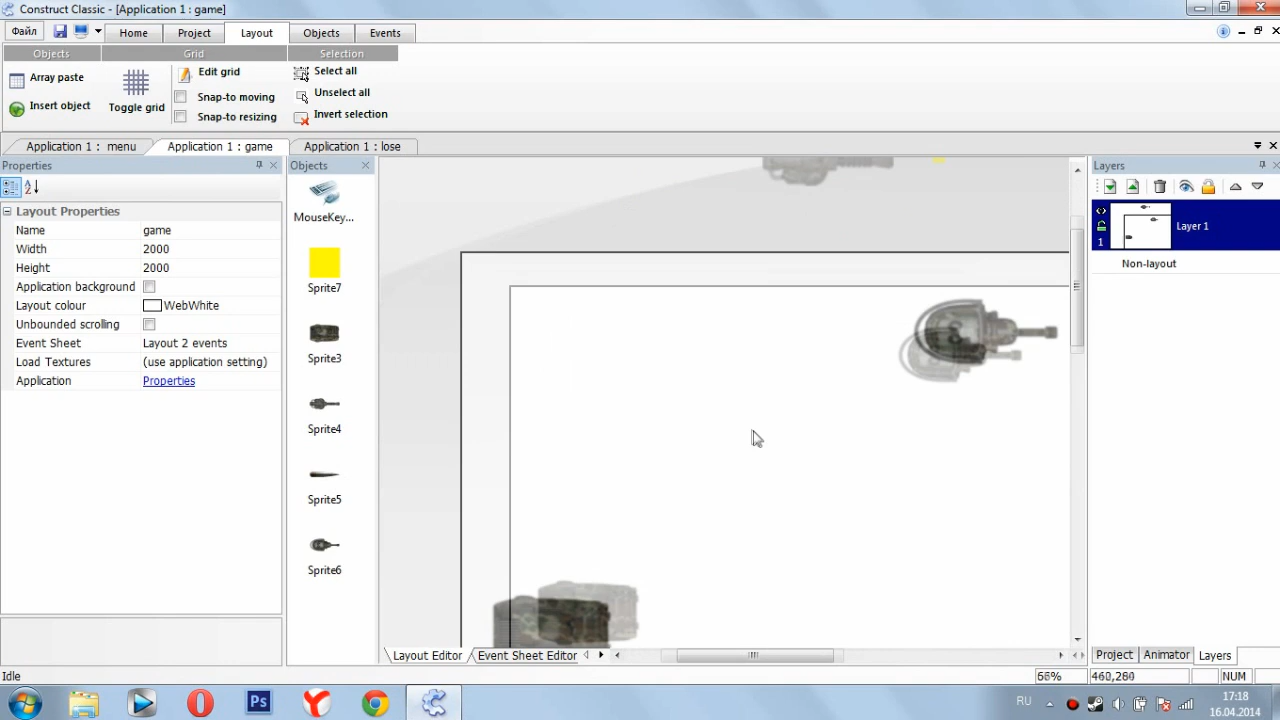 Construct Classic - [Application 1 : game]
Файл
Home
Project
Layout
Objects
Events
Objects
Grid
Selection
Array paste
Insert object
Toggle grid
Edit grid
Snap-to moving
Snap-to resizing
Select all
Unselect all
Invert selection
Application 1 : menu
Application 1 : game
Application 1 : lose
Properties
Layout Properties
Name game
Width 2000
Height 2000
Application background
Layout colour WebWhite
Unbounded scrolling
Event Sheet Layout 2 events
Load Textures (use application setting)
Application Properties
Objects
MouseKey...
Sprite7
Sprite3
Sprite4
Sprite5
Sprite6
Layers
1
Layer 1
Non-layout
Layout Editor
Event Sheet Editor
Project
Animator
Layers
Idle
66%
460,260
NUM
Ps
RU
17:18
16.04.2014